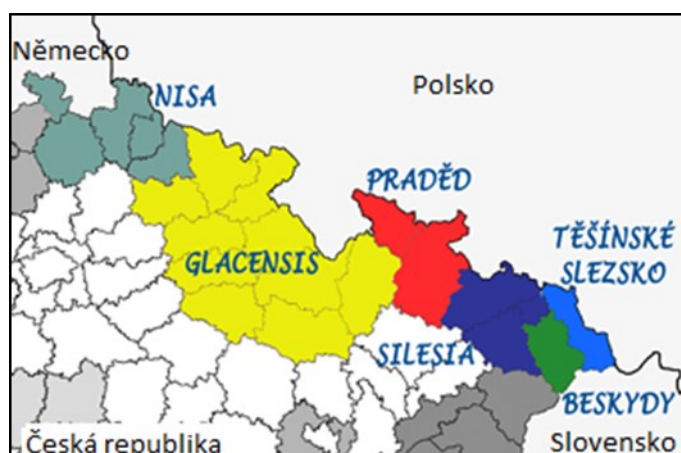 Německo
NISA
Polsko
PRADĚD
GLACENSIS
TĚŠÍNSKÉ
SLEZSKO
SILESIA
BESKYDY
Česká republika
Slovensko